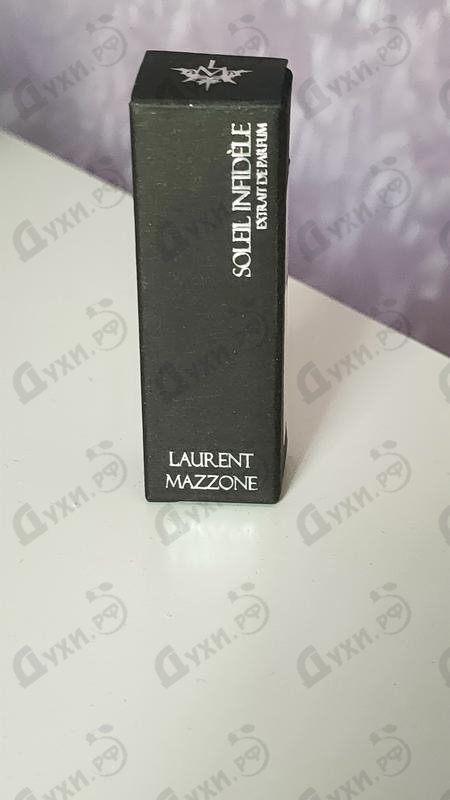 SOLEIL INFIDÈLE
EXTRAIT DE PARFUM
LAURENT
MAZZONE
Духи.РФ